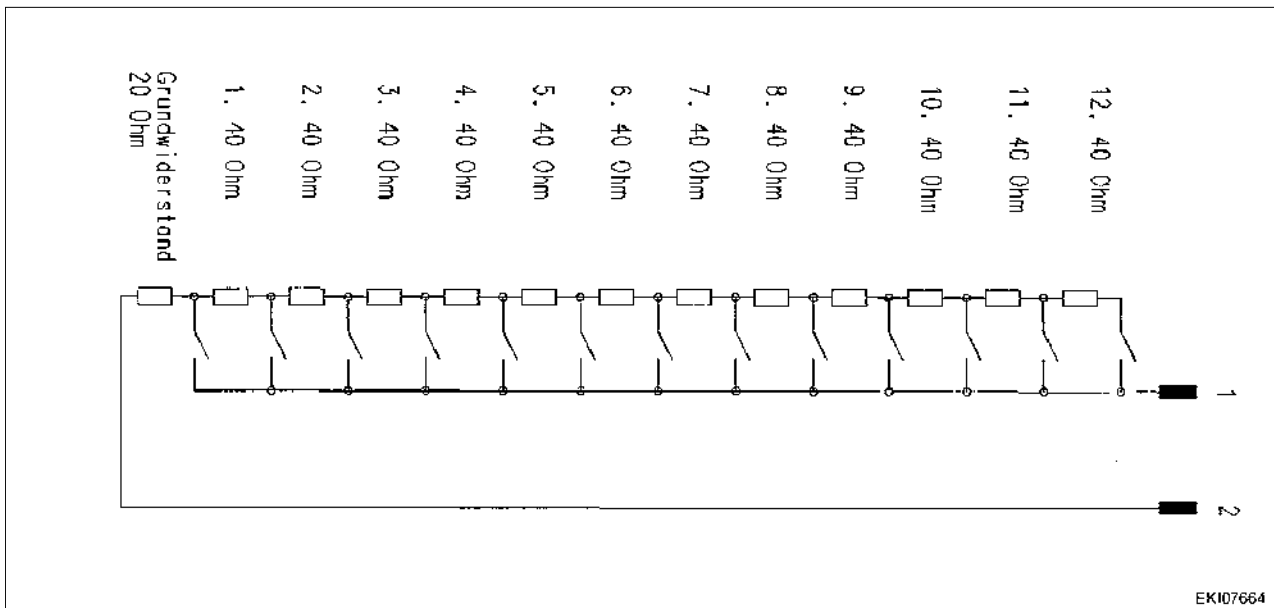 Grundwiderstand
20 Ohm
1. 40 Ohm
2. 40 Ohm
3. 40 Ohm
4. 40 Ohm
5. 40 Ohm
6. 40 Ohm
7. 40 Ohm
8. 40 Ohm
9. 40 Ohm
10. 40 Ohm
11. 40 Ohm
12. 40 Ohm
1
2
EKI07664